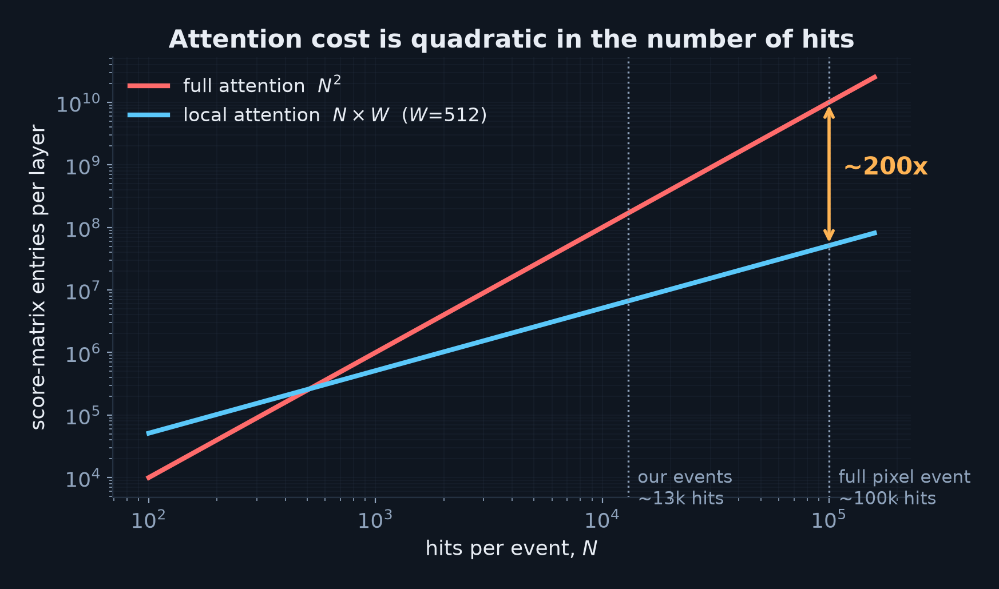 Attention cost is quadratic in the number of hits
full attention N²
local attention N × W (W=512)
10¹⁰
10⁹
10⁸
10⁷
10⁶
10⁵
10⁴
score-matrix entries per layer
~200x
our events
~13k hits
full pixel event
~100k hits
10² 10³ 10⁴ 10⁵
hits per event, N